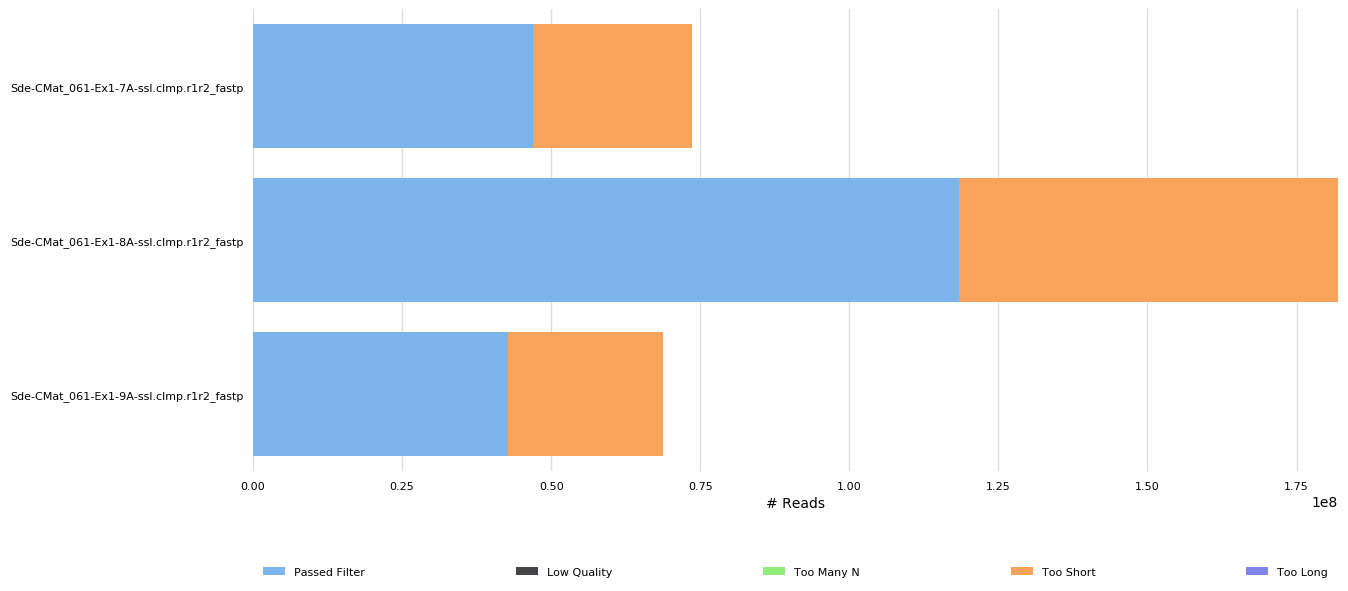 Sde-CMat_061-Ex1-7A-ssl.clmp.r1r2_fastp
Sde-CMat_061-Ex1-8A-ssl.clmp.r1r2_fastp
Sde-CMat_061-Ex1-9A-ssl.clmp.r1r2_fastp
0.00 0.25 0.50 0.75 1.00 1.25 1.50 1.75
# Reads 1e8
Passed Filter Low Quality Too Many N Too Short Too Long